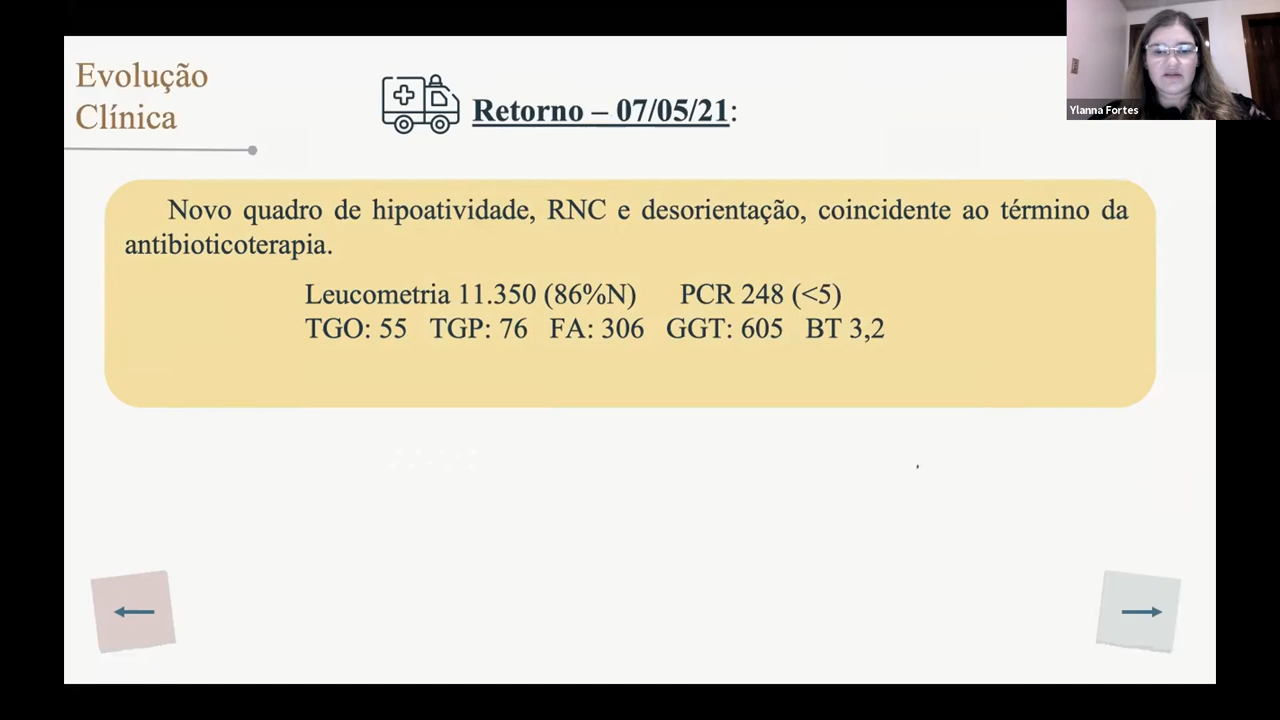 Evolução
Clínica
Retorno – 07/05/21:
Ylanna Fortes
Novo quadro de hipoatividade, RNC e desorientação, coincidente ao término da
antibioticoterapia.
Leucometria 11.350 (86%N) PCR 248 (<5)
TGO: 55 TGP: 76 FA: 306 GGT: 605 BT 3,2